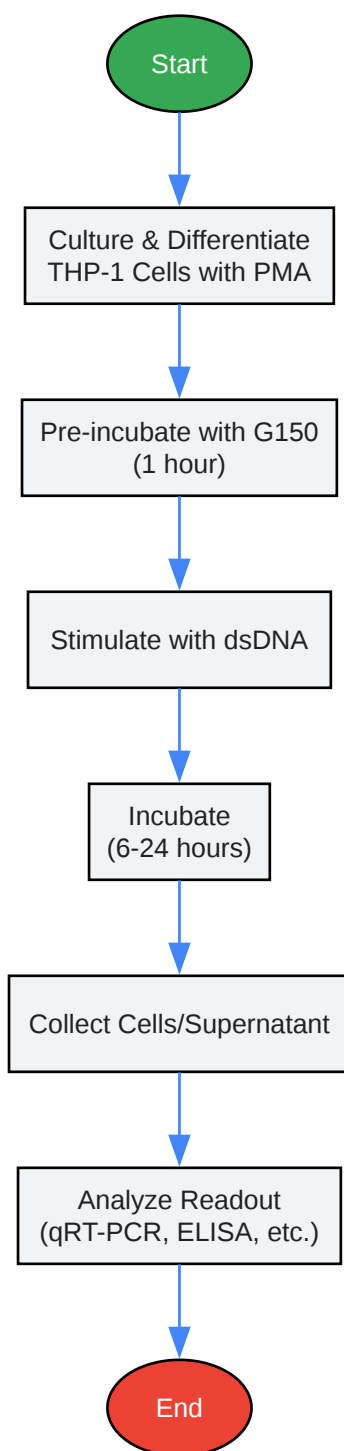 Start
Culture & Differentiate
THP-1 Cells with PMA
Pre-incubate with G150
(1 hour)
Stimulate with dsDNA
Incubate
(6-24 hours)
Collect Cells/Supernatant
Analyze Readout
(qRT-PCR, ELISA, etc.)
End